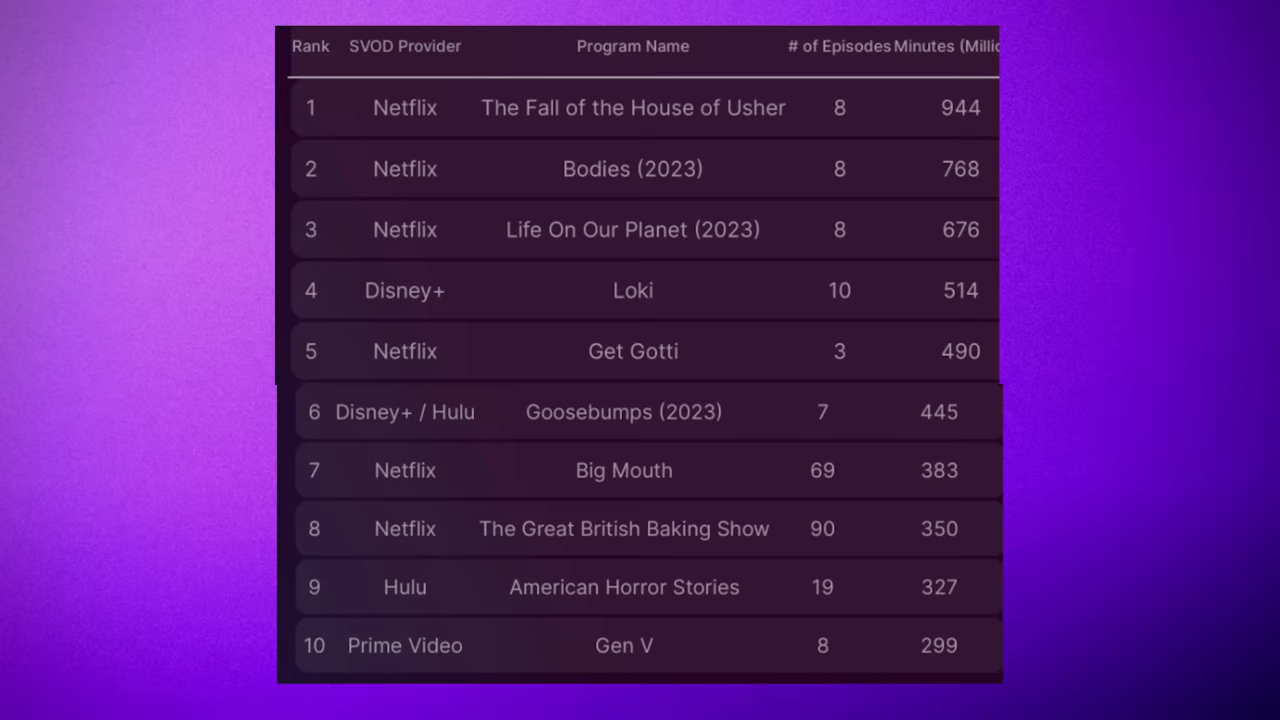 Rank SVOD Provider Program Name # of Episodes Minutes (Millio
1 Netflix The Fall of the House of Usher 8 944
2 Netflix Bodies (2023) 8 768
3 Netflix Life On Our Planet (2023) 8 676
4 Disney+ Loki 10 514
5 Netflix Get Gotti 3 490
6 Disney+ / Hulu Goosebumps (2023) 7 445
7 Netflix Big Mouth 69 383
8 Netflix The Great British Baking Show 90 350
9 Hulu American Horror Stories 19 327
10 Prime Video Gen V 8 299